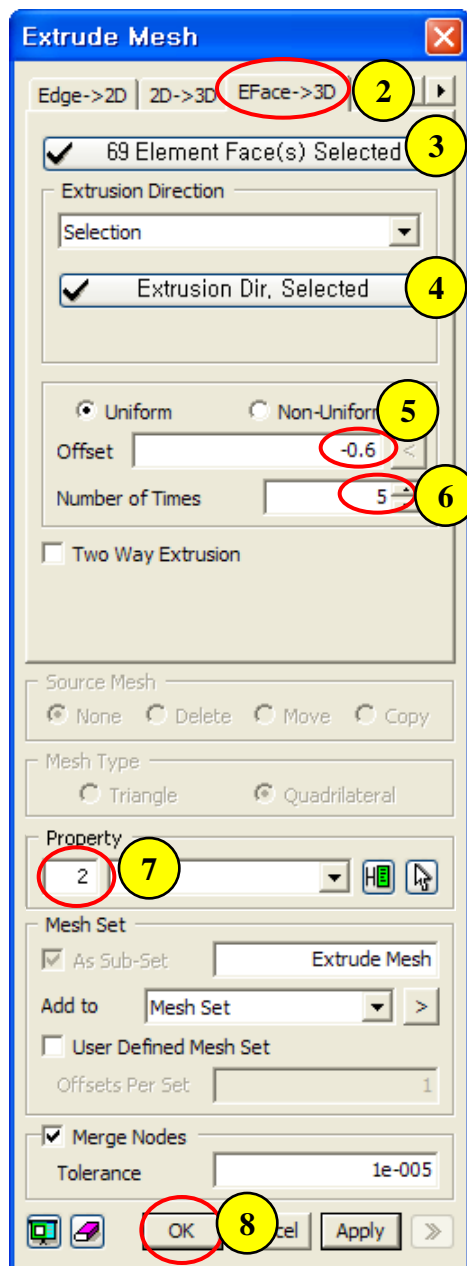 Extrude Mesh
Edge->2D 2D->3D EFace->3D 2
69 Element Face(s) Selected 3
Extrusion Direction
Selection
Extrusion Dir, Selected 4
Uniform Non-Uniform 5
Offset -0.6 <
Number of Times 5 6
Two Way Extrusion
Source Mesh
None Delete Move Copy
Mesh Type
Triangle Quadrilateral
Property
2 7
Mesh Set
As Sub-Set Extrude Mesh
Add to Mesh Set >
User Defined Mesh Set
Offsets Per Set 1
Merge Nodes
Tolerance 1e-005
OK 8 Apply